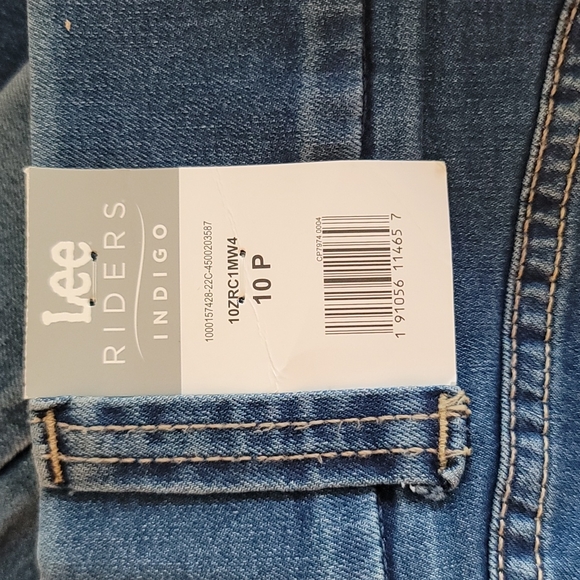 Lee
RIDERS
INDIGO
1000157428-22C-4500203587
10ZRC1MW4
10 P
CP7974.0004
1 91056 11465 7